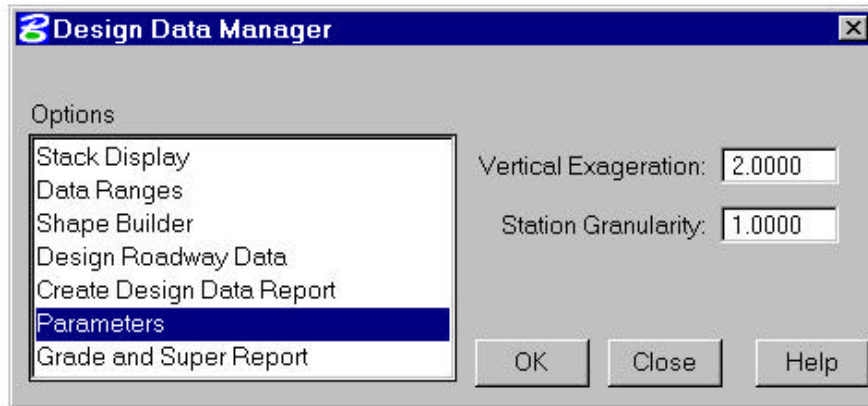 Design Data Manager
Options
Stack Display
Data Ranges
Shape Builder
Design Roadway Data
Create Design Data Report
Parameters
Grade and Super Report
Vertical Exageration: 2.0000
Station Granularity: 1.0000
OK Close Help